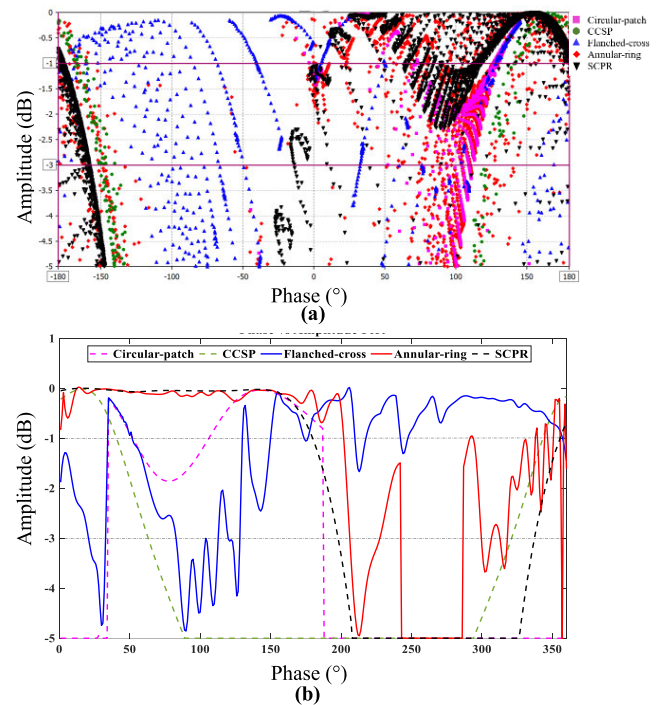 0
-0.5
-1
-1.5
-2
-2.5
-3
-3.5
-4
-4.5
-5
Amplitude (dB)
-180 -150 -100 -50 0 50 100 150 180
Phase (°)
Circular-patch
CCSP
Flanched-cross
Annular-ring
SCPR
(a)
Circular-patch CCSP Flanched-cross Annular-ring SCPR
1
0
-1
-2
-3
-4
-5
Amplitude (dB)
0 50 100 150 200 250 300 350
Phase (°)
(b)